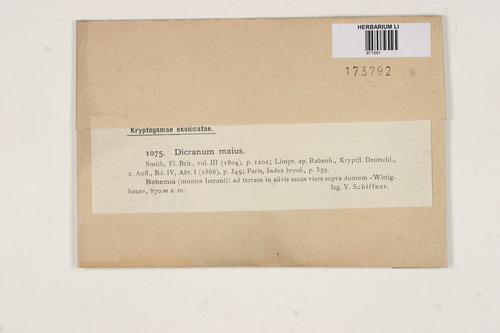 HERBARIUM LI
971591
173792
Kryptogamae exsiccatae.
1075. Dicranum maius.
Smith, Fl. Brit., vol. III (1804), p. 1202; Limpr. ap. Rabenh., Kryptfl. Deutschl.,
2. Aufl., Bd. IV, Abt. I (1886), p. 349; Paris, Index bryol., p. 359.
Bohemia (montes Iserani): ad terram in silvis secus viam supra domum «Wittig-
haus», 870 m s. m. leg. V. Schiffner.